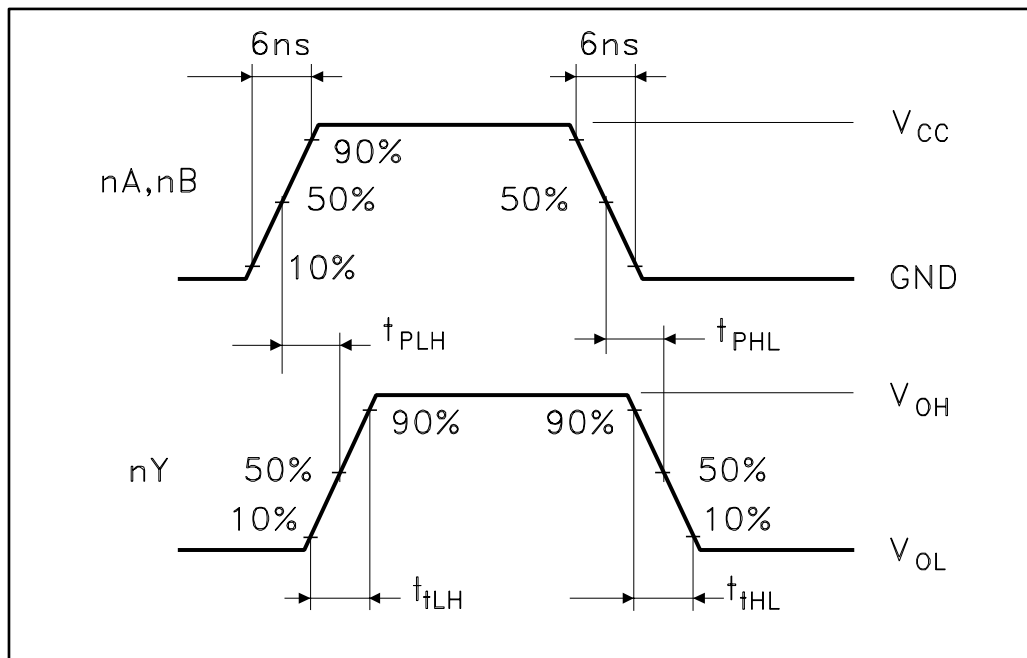 6ns 6ns
V_CC
90%
nA,nB 50% 50%
10% GND
t_PLH t_PHL
V_OH
90% 90%
nY 50% 50%
10% 10%
V_OL
t_tLH t_tHL